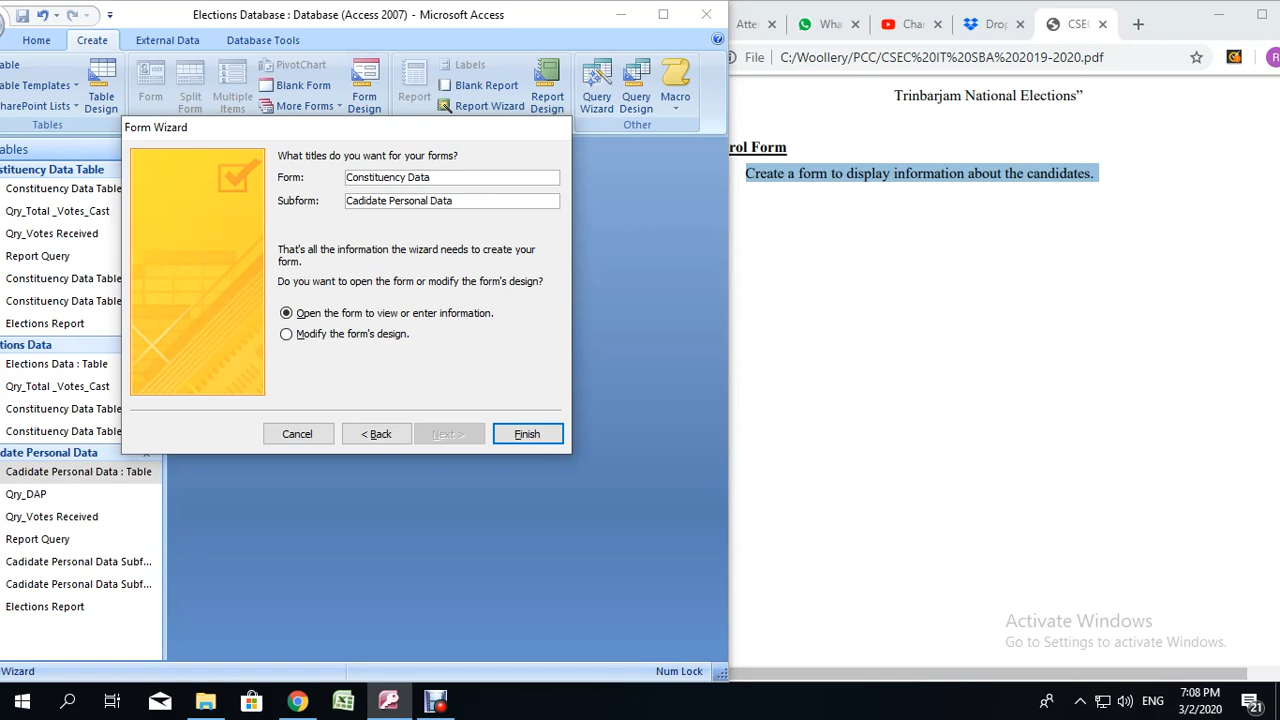 Elections Database : Database (Access 2007) - Microsoft Access
Home
Create
External Data
Database Tools
Table Templates
SharePoint Lists
Table Design
Tables
Form
Split Form
Multiple Items
PivotChart
Blank Form
More Forms
Form Design
Report
Labels
Blank Report
Report Wizard
Report Design
Query Wizard
Query Design
Macro
Other
Form Wizard
What titles do you want for your forms?
Form:
Constituency Data
Subform:
Cadidate Personal Data
That's all the information the wizard needs to create your
form.
Do you want to open the form or modify the form's design?
Open the form to view or enter information.
Modify the form's design.
Cancel
< Back
Next >
Finish
ables
stituency Data Table
Constituency Data Table
Qry_Total _Votes_Cast
Qry_Votes Received
Report Query
Constituency Data Table
Constituency Data Table
Elections Report
tions Data
Elections Data : Table
Qry_Total _Votes_Cast
Constituency Data Table
Constituency Data Table
date Personal Data
Cadidate Personal Data : Table
Qry_DAP
Qry_Votes Received
Report Query
Cadidate Personal Data Subf...
Cadidate Personal Data Subf...
Elections Report
Wizard
Num Lock
Atte
Wha
Cha
Drop
CSEC
File
C:/Woollery/PCC/CSEC%20IT%20SBA%202019-2020.pdf
Trinbarjam National Elections”
rol Form
Create a form to display information about the candidates.
Activate Windows
Go to Settings to activate Windows.
ENG
7:08 PM
3/2/2020
21